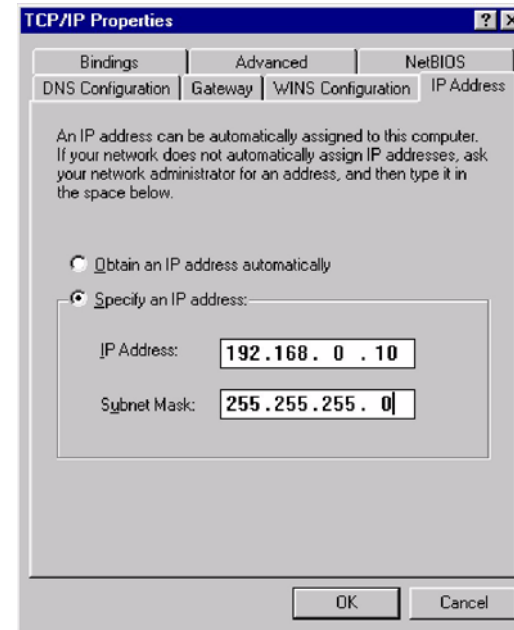 TCP/IP Properties
Bindings Advanced NetBIOS
DNS Configuration Gateway WINS Configuration IP Address
An IP address can be automatically assigned to this computer.
If your network does not automatically assign IP addresses, ask
your network administrator for an address, and then type it in
the space below.
Obtain an IP address automatically
Specify an IP address:
IP Address: 192.168. 0 .10
Subnet Mask: 255.255.255. 0
OK Cancel